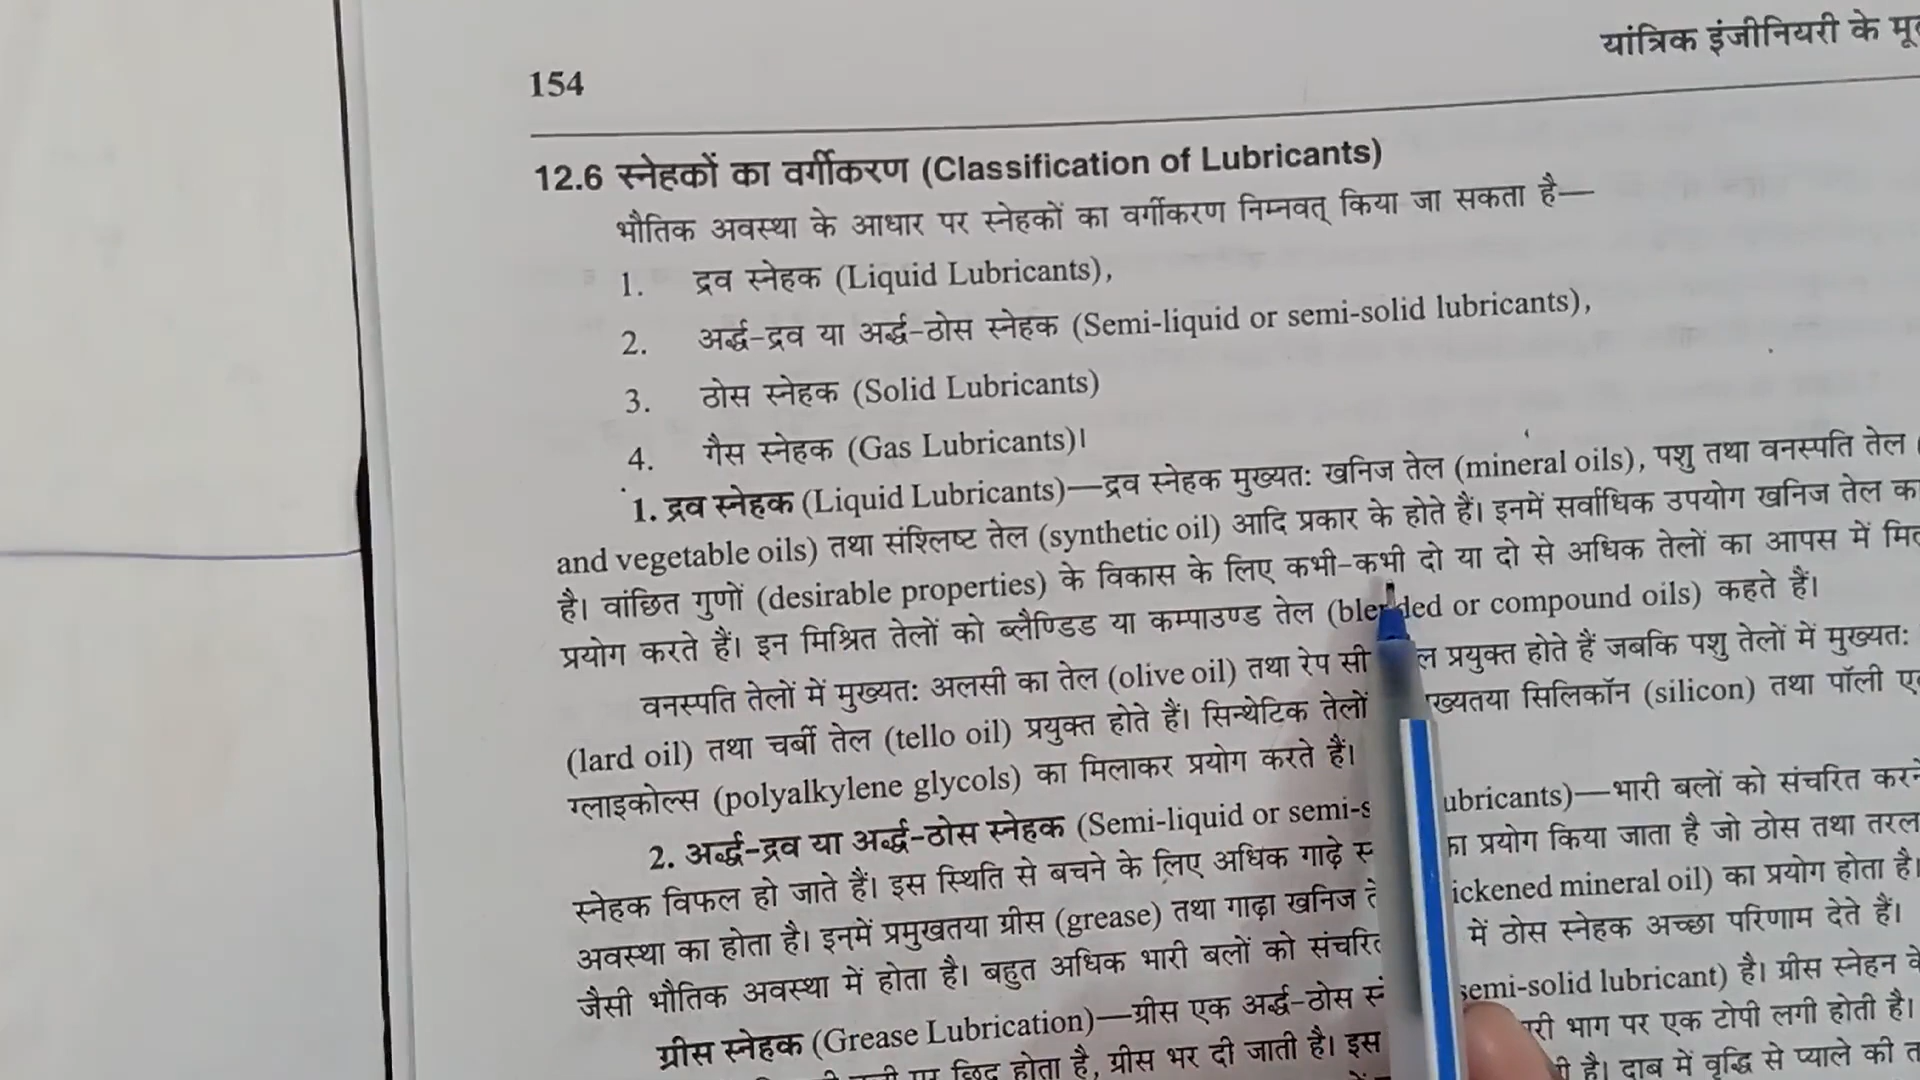 यांत्रिक इंजीनियरी के
154
12.6 स्नेहकों का वर्गीकरण (Classification of Lubricants)
भौतिक अवस्था के आधार पर स्नेहकों का वर्गीकरण निम्नवत् किया जा सकता है—
1. द्रव स्नेहक (Liquid Lubricants),
2. अर्द्ध-द्रव या अर्द्ध-ठोस स्नेहक (Semi-liquid or semi-solid lubricants),
3. ठोस स्नेहक (Solid Lubricants)
4. गैस स्नेहक (Gas Lubricants)।
1. द्रव स्नेहक (Liquid Lubricants)—द्रव स्नेहक मुख्यत: खनिज तेल (mineral oils), पशु तथा वनस्पति तेल (
and vegetable oils) तथा संश्लिष्ट तेल (synthetic oil) आदि प्रकार के होते हैं। इनमें सर्वाधिक उपयोग खनिज तेल
है। वांछित गुणों (desirable properties) के विकास के लिए कभी-कभी दो या दो से अधिक तेलों का आपस में
प्रयोग करते हैं। इन मिश्रित तेलों को ब्लैण्डिड या कम्पाउण्ड तेल (blended or compound oils) कहते हैं।
वनस्पति तेलों में मुख्यत: अलसी का तेल (olive oil) तथा रेप सी प्रयुक्त होते हैं जबकि पशु तेलों में मुख्यत:
(lard oil) तथा चर्बी तेल (tello oil) प्रयुक्त होते हैं। सिन्थेटिक तेलों सिलिकॉन (silicon) तथा पॉली
ग्लाइकोल्स (polyalkylene glycols) का मिलाकर प्रयोग करते हैं।
2. अर्द्ध-द्रव या अर्द्ध-ठोस स्नेहक (Semi-liquid or semi-s ubricants)—भारी बलों को संचरित
स्नेहक विफल हो जाते हैं। इस स्थिति से बचने के लिए अधिक गाढ़े प्रयोग किया जाता है जो ठोस तथा तरल
अवस्था का होता है। इनमें प्रमुखतया ग्रीस (grease) तथा गाढ़ा खनिज ickened mineral oil) का प्रयोग होता है।
जैसी भौतिक अवस्था में होता है। बहुत अधिक भारी बलों को संचरित में ठोस स्नेहक अच्छा परिणाम देते हैं।
ग्रीस स्नेहक (Grease Lubrication)—ग्रीस एक अर्द्ध-ठोस semi-solid lubricant) है। ग्रीस स्नेहन
छिद्र होता है, ग्रीस भर दी जाती है। इस भाग पर एक टोपी लगी होती है।
है। दाब में वृद्धि से प्याले की